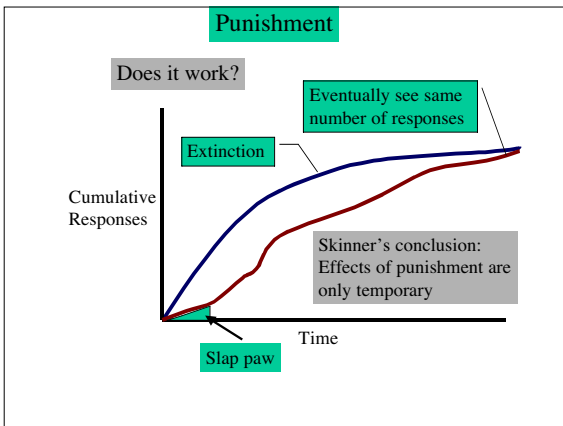 Punishment
Does it work?
Eventually see same
number of responses
Extinction
Cumulative
Responses
Skinner's conclusion:
Effects of punishment are
only temporary
Time
Slap paw